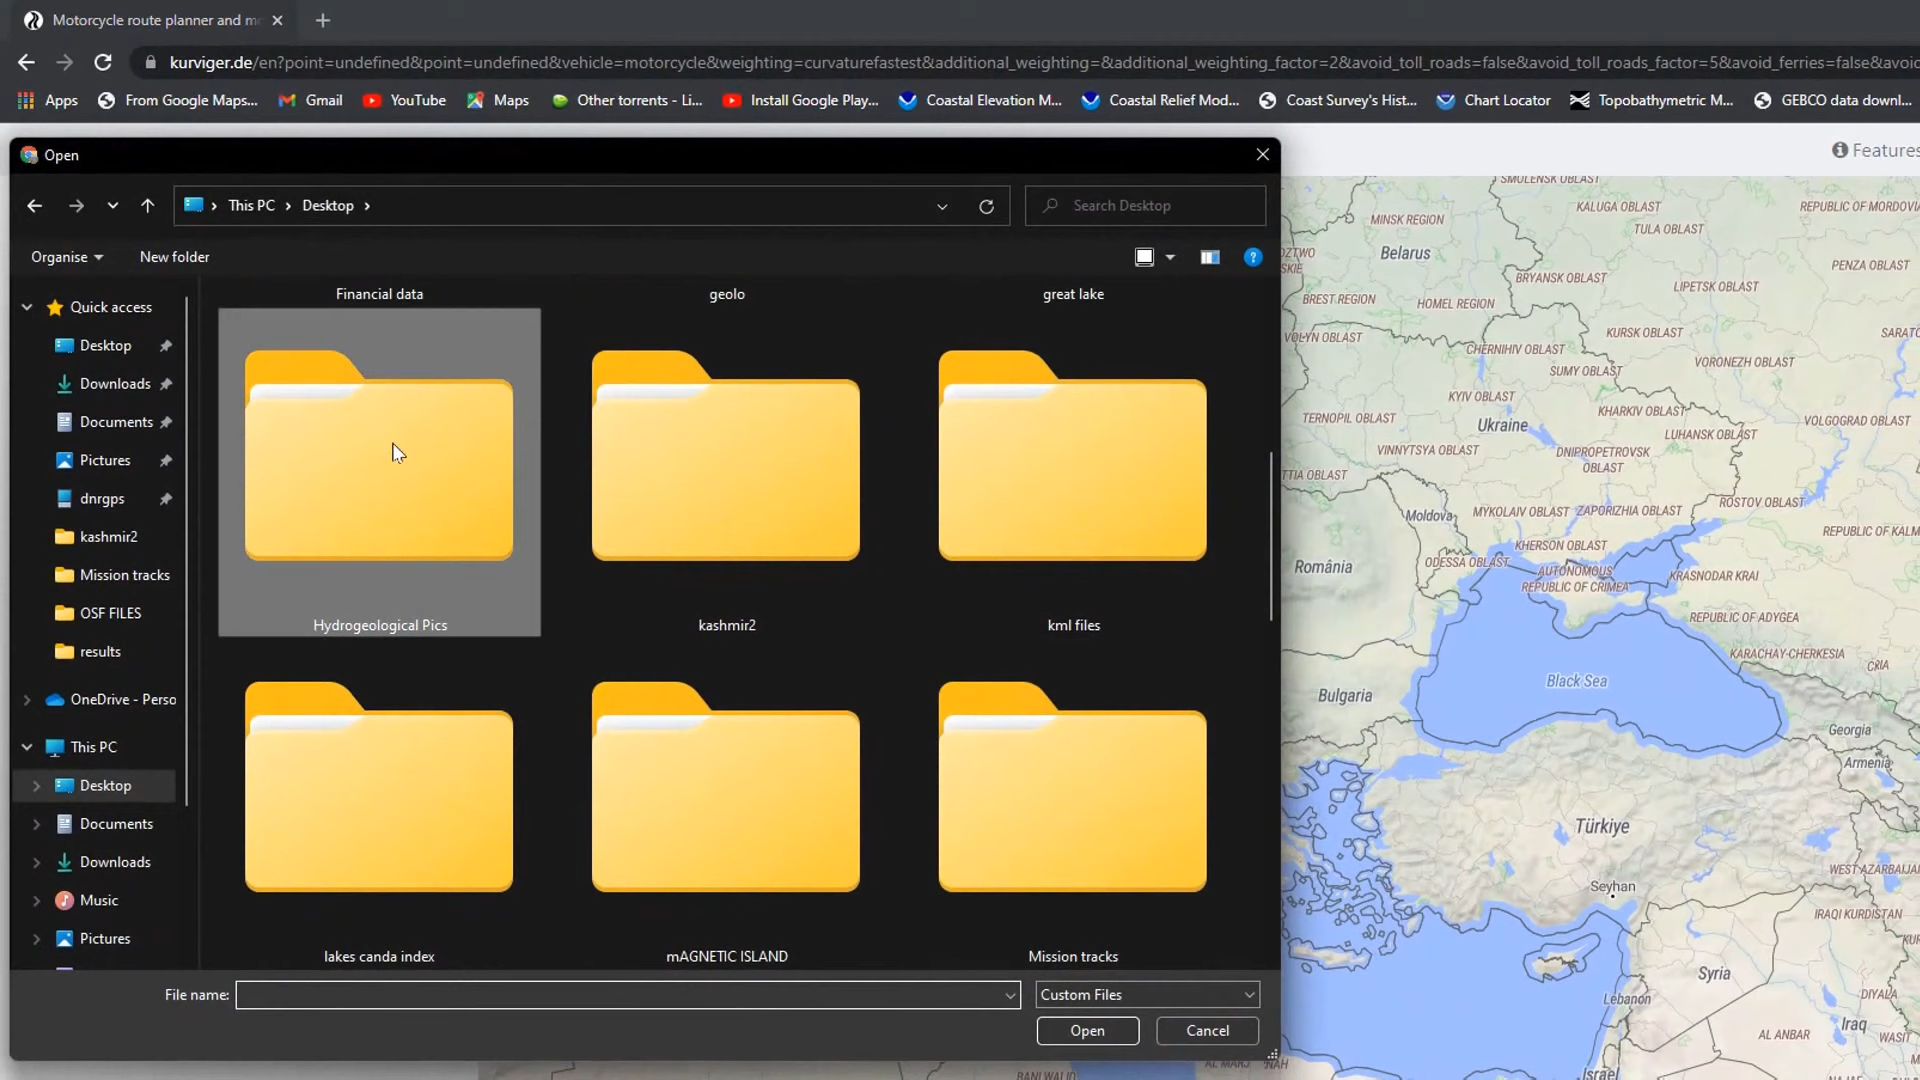 Motorcycle route planner and m
kurviger.de/en?point=undefined&point=undefined&vehicle=motorcycle&weighting=curvaturefastest&additional_weighting=&additional_weighting_factor=2&avoid_toll_roads=false&avoid_toll_roads_factor=5&avoid_ferries=false&avoi
Apps From Google Maps... Gmail YouTube Maps Other torrents - Li... Install Google Play... Coastal Elevation M... Coastal Relief Mod... Coast Survey's Hist... Chart Locator Topobathymetric M... GEBCO data downl...
Features
Open
This PC > Desktop >
Search Desktop
Organise New folder
Quick access
Desktop
Downloads
Documents
Pictures
dnrgps
kashmir2
Mission tracks
OSF FILES
results
OneDrive - Perso
This PC
Desktop
Documents
Downloads
Music
Pictures
Financial data geolo great lake
Hydrogeological Pics kashmir2 kml files
lakes canda index mAGNETIC ISLAND Mission tracks
File name: Custom Files
Open Cancel
SMOLENSK OBLAST
KALUGA OBLAST
REPUBLIC OF MORDOVI
MINSK REGION
TULA OBLAST
Belarus
PENZA OBLAST
BRYANSK OBLAST
LIPETSK OBLAST
BREST REGION
HOMEL REGION
KURSK OBLAST
VOLYN OBLAST
CHERNIHIV OBLAST
VORONEZH OBLAST
SUMY OBLAST
KYIV OBLAST
KHARKIV OBLAST
TERNOPIL OBLAST
Ukraine
LUHANSK OBLAST
VOLGOGRAD OBLAST
VINNYTSYA OBLAST
DNIPROPETROVSK
OBLAST
ROSTOV OBLAST
Moldova
MYKOLAIV OBLAST
ZAPORIZHIA OBLAST
REPUBLIC OF KALM
KHERSON OBLAST
ODESSA OBLAST
România
AUTONOMOUS
REPUBLIC OF CRIMEA
KRASNODAR KRAI
REPUBLIC OF ADYGEA
KARACHAY-CHERKESIA
Black Sea
Bulgaria
Georgia
Armenia
Türkiye
WEST AZARBAIJA
Seyhan
IRAQI KURDISTAN
Syria
Lebanon
DIYALA
Iraq
AL ANBAR
WASIT
Israel